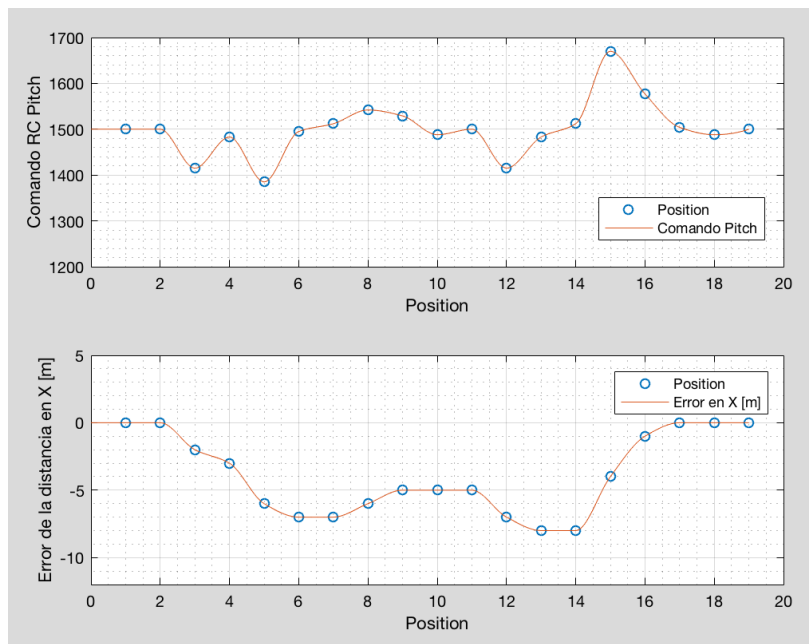 1700
1600
1500
1400
1300
1200
Comando RC Pitch
0 2 4 6 8 10 12 14 16 18 20
Position
Position
Comando Pitch
5
0
-5
-10
Error de la distancia en X [m]
0 2 4 6 8 10 12 14 16 18 20
Position
Position
Error en X [m]